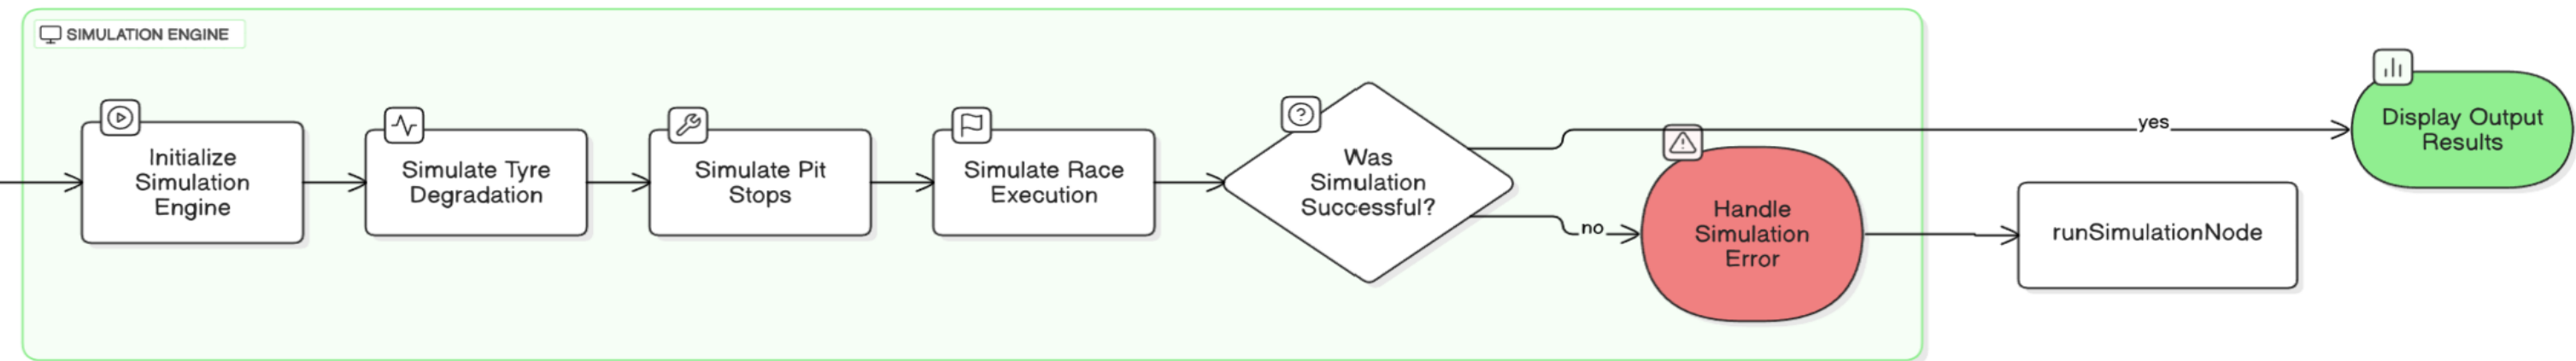 SIMULATION ENGINE
Initialize
Simulation
Engine
Simulate Tyre
Degradation
Simulate Pit
Stops
Simulate Race
Execution
Was
Simulation
Successful?
yes
no
Handle
Simulation
Error
runSimulationNode
Display Output
Results